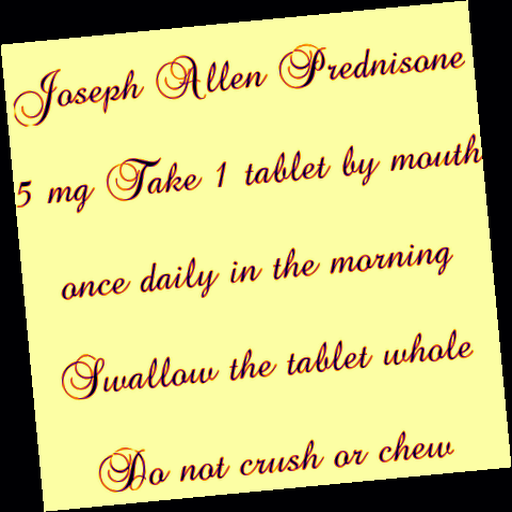 Joseph Allen Prednisone
5 mg Take 1 tablet by mouth
once daily in the morning
Swallow the tablet whole
Do not crush or chew